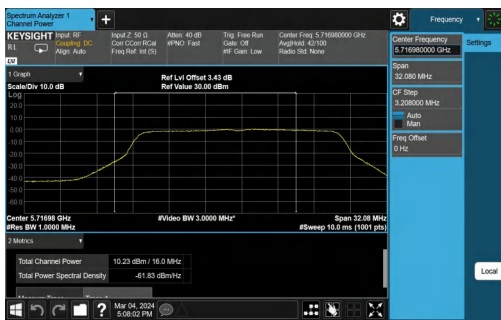 Spectrum Analyzer 1
Channel Power
Frequency
KEYSIGHT
Input: RF
Coupling: DC
Align: Auto
Input Z: 50 Ω
Corr CCorr RCal
Freq Ref: Int (S)
Atten: 40 dB
#PNO: Fast
Trig: Free Run
Gate: Off
#IF Gain: Low
Center Freq: 5.716980000 GHz
Avg|Hold: 42/100
Radio Std: None
R L
Center Frequency
5.716980000 GHz
Settings
Span
32.080 MHz
CF Step
3.208000 MHz
Auto
Man
Freq Offset
0 Hz
1 Graph
Scale/Div 10.0 dB
Ref Lvl Offset 3.43 dB
Ref Value 30.00 dBm
Log
20.0
10.0
0.00
-10.0
-20.0
-30.0
-40.0
-50.0
-60.0
Center 5.71698 GHz
#Res BW 1.0000 MHz
#Video BW 3.0000 MHz*
Span 32.08 MHz
#Sweep 10.0 ms (1001 pts)
2 Metrics
Total Channel Power 10.23 dBm / 16.0 MHz
Total Power Spectral Density -61.83 dBm/Hz
Local
Mar 04, 2024
5:08:02 PM